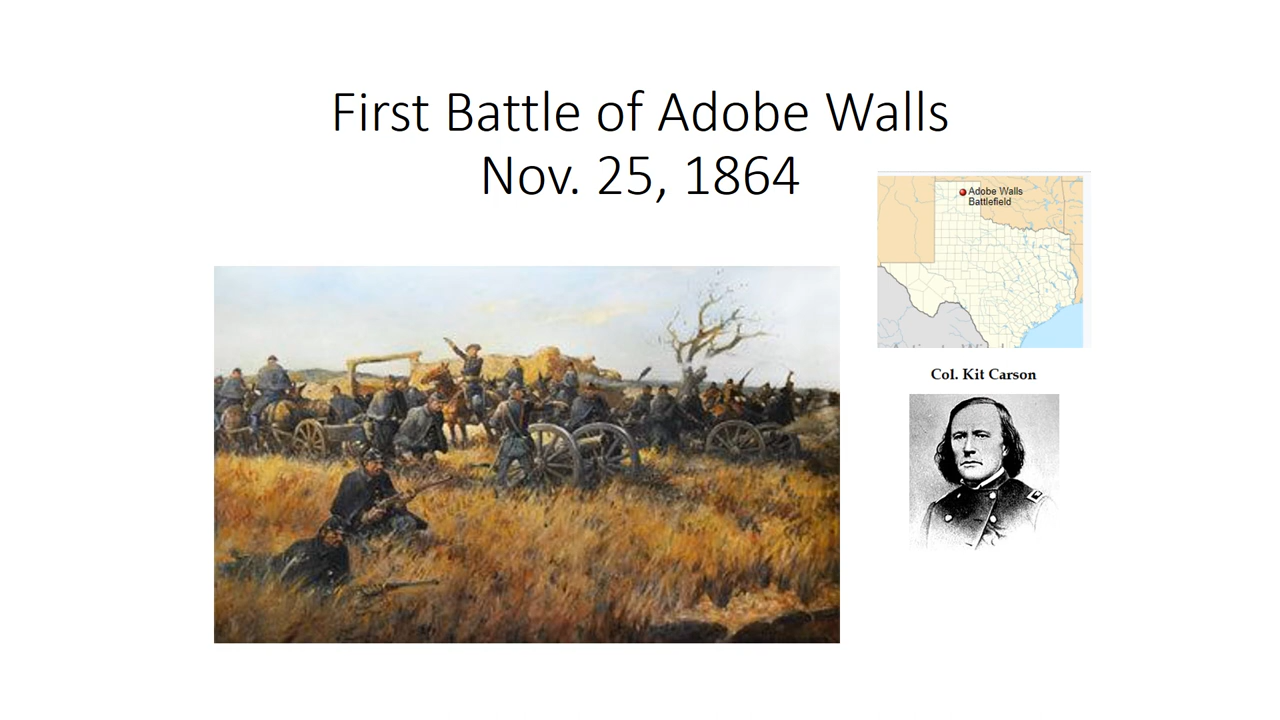 First Battle of Adobe Walls
Nov. 25, 1864
Adobe Walls
Battlefield
Col. Kit Carson